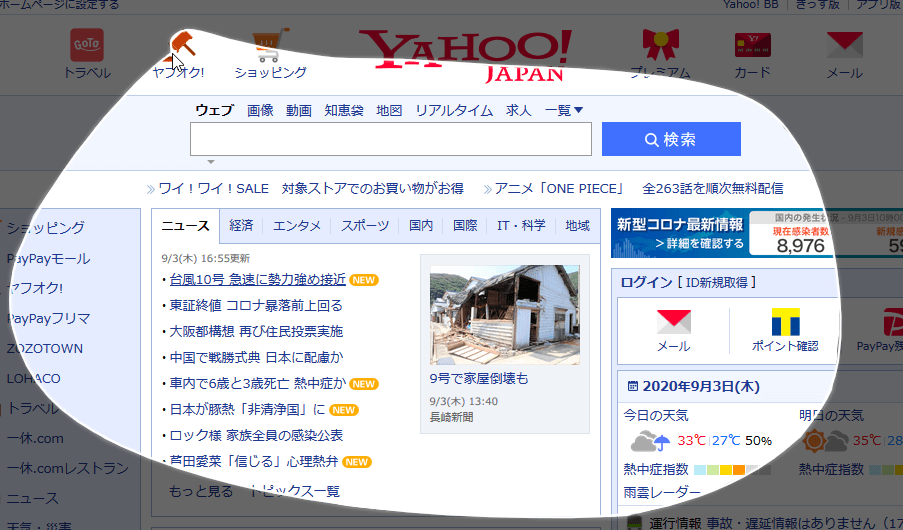 ホームページに設定する
Yahoo! BB
きっず版
アプリ版
GOTO
YAHOO!
JAPAN
トラベル
ヤフオク!
ショッピング
プレミアム
カード
メール
ウェブ 画像 動画 知恵袋 地図 リアルタイム 求人 一覧▼
検索
ワイ!ワイ!SALE 対象ストアでのお買い物がお得
アニメ「ONE PIECE」 全263話を順次無料配信
ショッピング
PayPayモール
ヤフオク!
PayPayフリマ
ZOZOTOWN
LOHACO
トラベル
一休.com
一休.comレストラン
ニュース
天気・災害
ニュース 経済 エンタメ スポーツ 国内 国際 IT・科学 地域
9/3(木) 16:55更新
・台風10号 急速に勢力強め接近 NEW
・東証終値 コロナ暴落前上回る
・大阪都構想 再び住民投票実施
・中国で戦勝式典 日本に配慮か
・車内で6歳と3歳死亡 熱中症か NEW
・日本が豚熱「非清浄国」に NEW
・ロック様 家族全員の感染公表
・芦田愛菜「信じる」心理熱弁 NEW
もっと見る
トピックス一覧
9号で家屋倒壊も
9/3(木) 13:40
長崎新聞
新型コロナ最新情報
>詳細を確認する
国内の発生状況 - 9月3日10時00
現在感染者数
8,976
新規感
ログイン [ ID新規取得 ]
メール
ポイント確認
PayPay残
2020年9月3日(木)
今日の天気
33℃ 27℃ 50%
熱中症指数
明日の天気
35℃ 28
熱中症指数
雨雲レーダー
運行情報 事故・遅延情報はありません